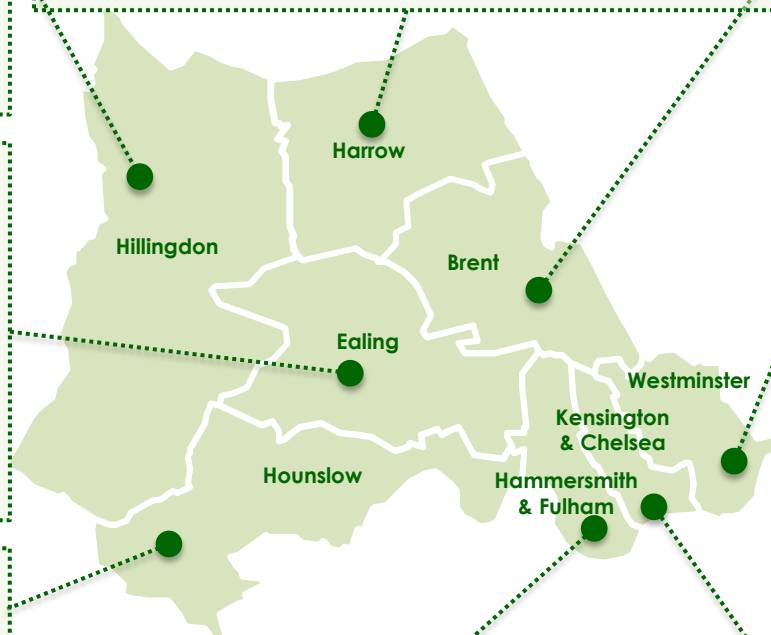 Harrow
Hillingdon
Brent
Ealing
Westminster
Kensington
& Chelsea
Hounslow
Hammersmith
& Fulham